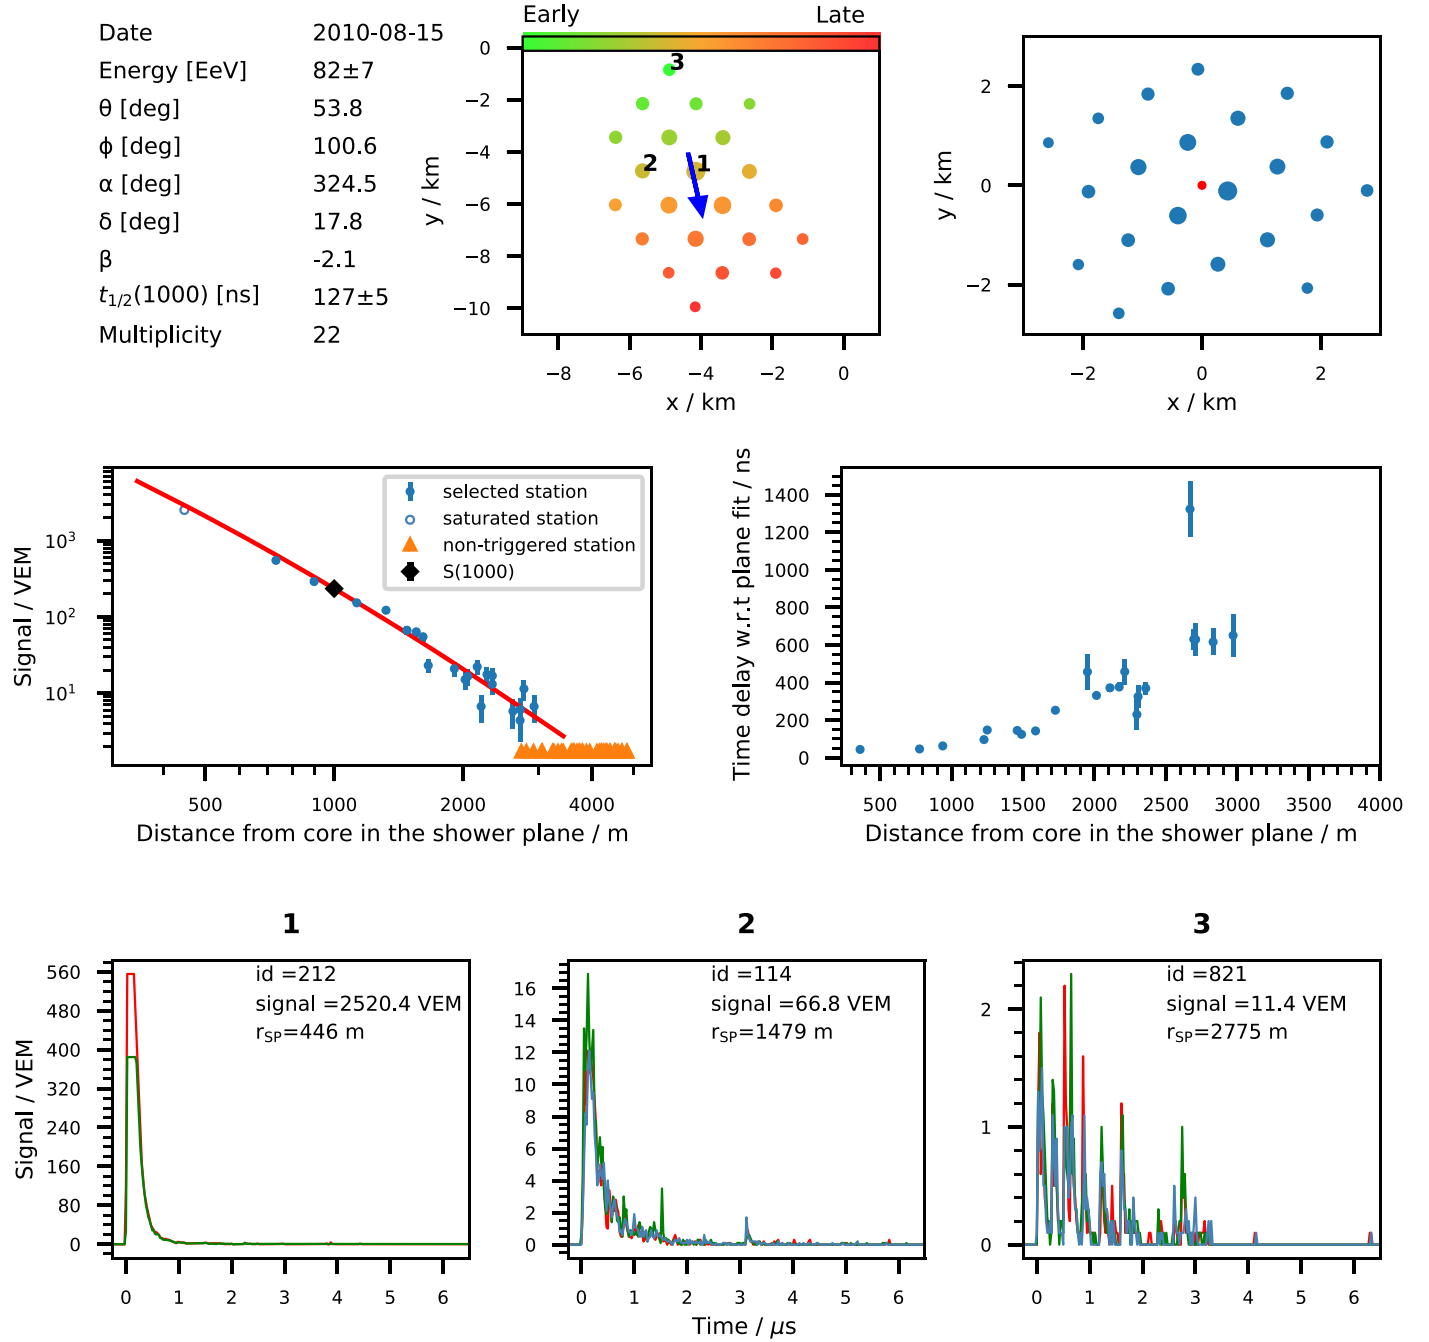 Date 2010-08-15
Energy [EeV] 82±7
θ [deg] 53.8
ϕ [deg] 100.6
α [deg] 324.5
δ [deg] 17.8
β -2.1
t1/2(1000) [ns] 127±5
Multiplicity 22
Early Late
0
−2
−4
−6
−8
−10
y / km
3
2
1
−8 −6 −4 −2 0
x / km
2
0
−2
y / km
−2 0 2
x / km
Signal / VEM
10³
10²
10¹
selected station
saturated station
non-triggered station
S(1000)
500 1000 2000 4000
Distance from core in the shower plane / m
Time delay w.r.t plane fit / ns
1400
1200
1000
800
600
400
200
0
500 1000 1500 2000 2500 3000 3500 4000
Distance from core in the shower plane / m
1
Signal / VEM
560
480
400
320
240
160
80
0
id =212
signal =2520.4 VEM
rSP=446 m
0 1 2 3 4 5 6
2
16
14
12
10
8
6
4
2
0
id =114
signal =66.8 VEM
rSP=1479 m
0 1 2 3 4 5 6
Time / μs
3
2
1
0
id =821
signal =11.4 VEM
rSP=2775 m
0 1 2 3 4 5 6